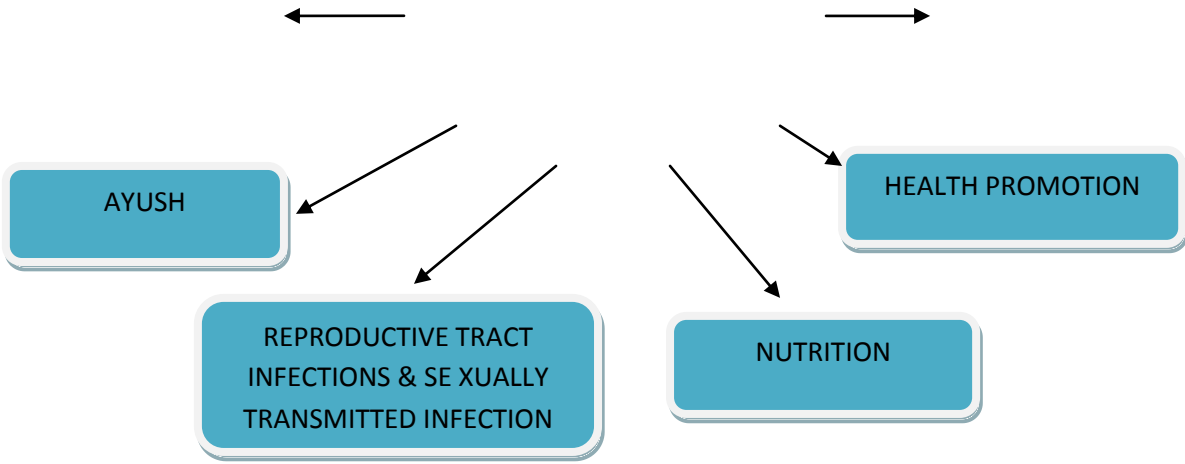 AYUSH
HEALTH PROMOTION
REPRODUCTIVE TRACT
INFECTIONS & SE XUALLY
TRANSMITTED INFECTION
NUTRITION